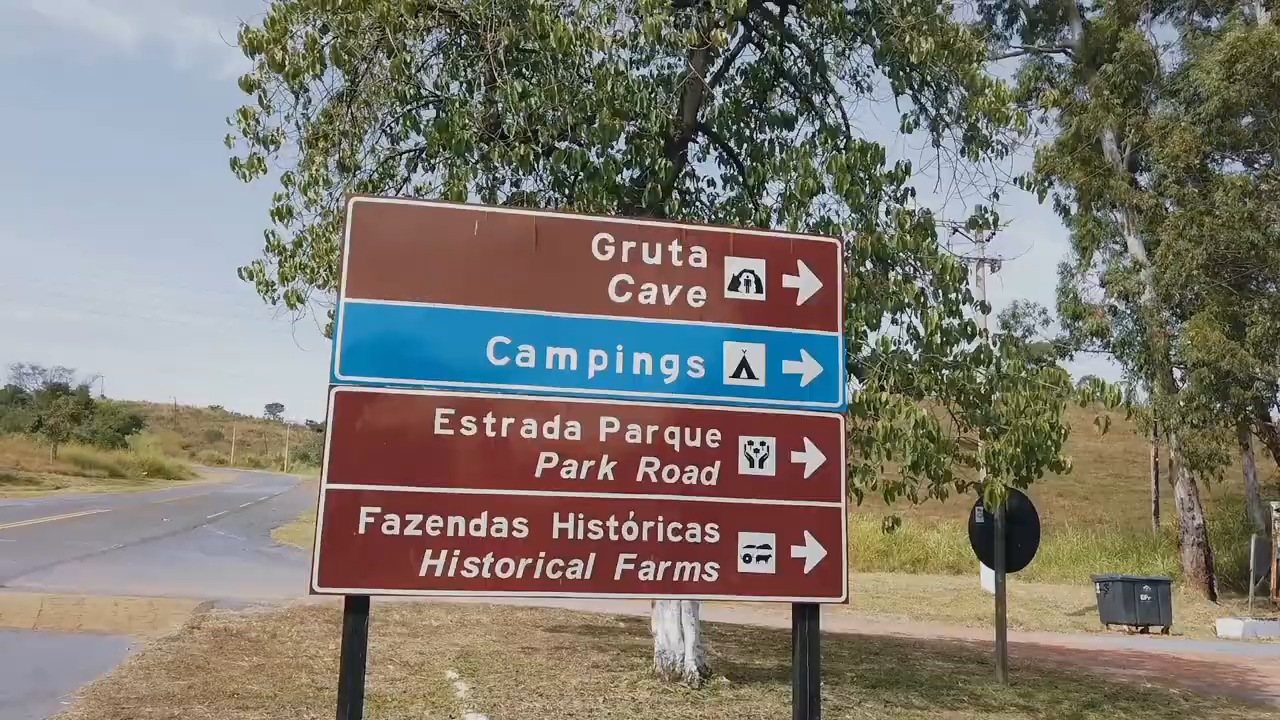 Gruta
Cave
Campings
Estrada Parque
Park Road
Fazendas Históricas
Historical Farms